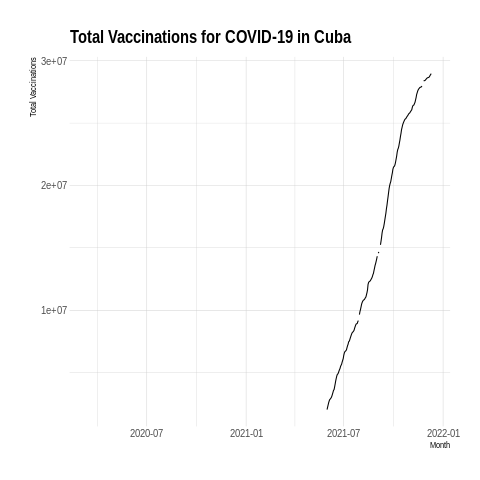 Total Vaccinations for COVID-19 in Cuba
Total Vaccinations
3e+07
2e+07
1e+07
2020-07 2021-01 2021-07 2022-01
Month